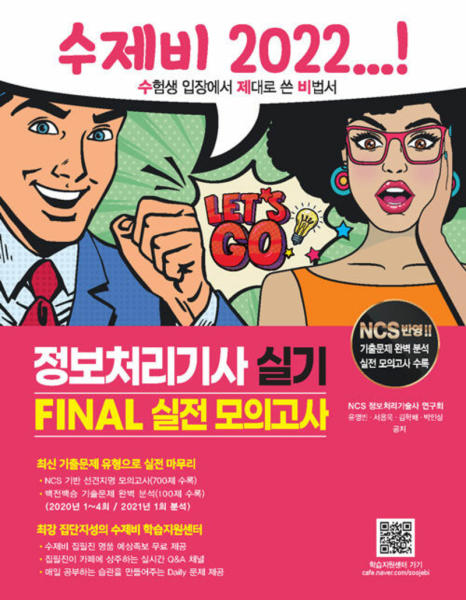 수제비 2022...!
수험생 입장에서 제대로 쓴 비법서
LET'S
GO
NCS반영!!
기출문제 완벽 분석
실전 모의고사 수록
정보처리기사 실기
FINAL 실전 모의고사
NCS 정보처리기술사 연구회
공저
최신 기출문제 유형으로 실전 마무리
• NCS 기반 선견지명 모의고사(700제 수록)
• 백전백승 기출문제 완벽 분석(100제 수록)
(2020년 1~4회 / 2021년 1회 분석)
최강 집단지성의 수제비 학습지원센터
• 수제비 집필진 명품 예상족보 무료 제공
• 집필진이 카페에 상주하는 실시간 Q&A 채널
• 매일 공부하는 습관을 만들어주는 Daily 문제 제공
학습지원센터 가기
cafe.naver.com/soojebi